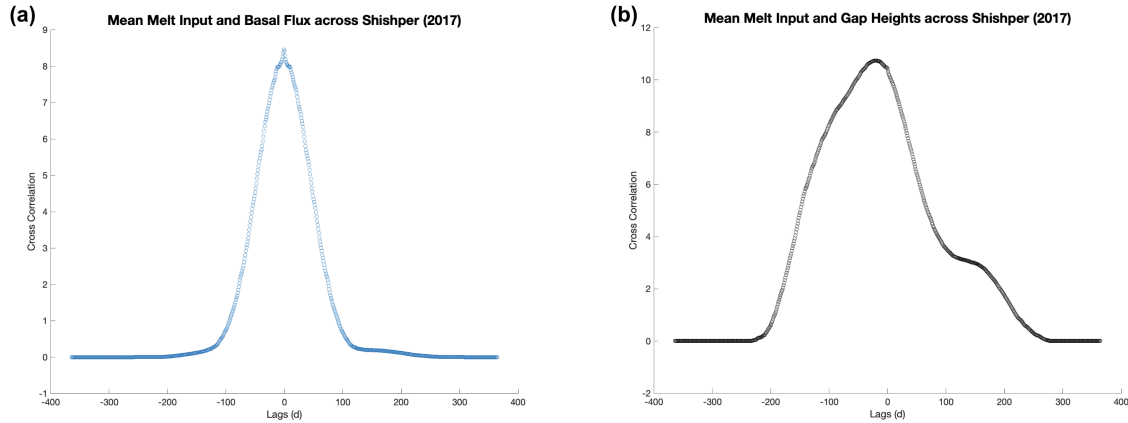 (a)
Mean Melt Input and Basal Flux across Shishper (2017)
9
8
7
6
5
4
3
2
1
0
-1
Cross Correlation
-400 -300 -200 -100 0 100 200 300 400
Lags (d)
(b)
Mean Melt Input and Gap Heights across Shishper (2017)
12
10
8
6
4
2
0
-2
Cross Correlation
-400 -300 -200 -100 0 100 200 300 400
Lags (d)